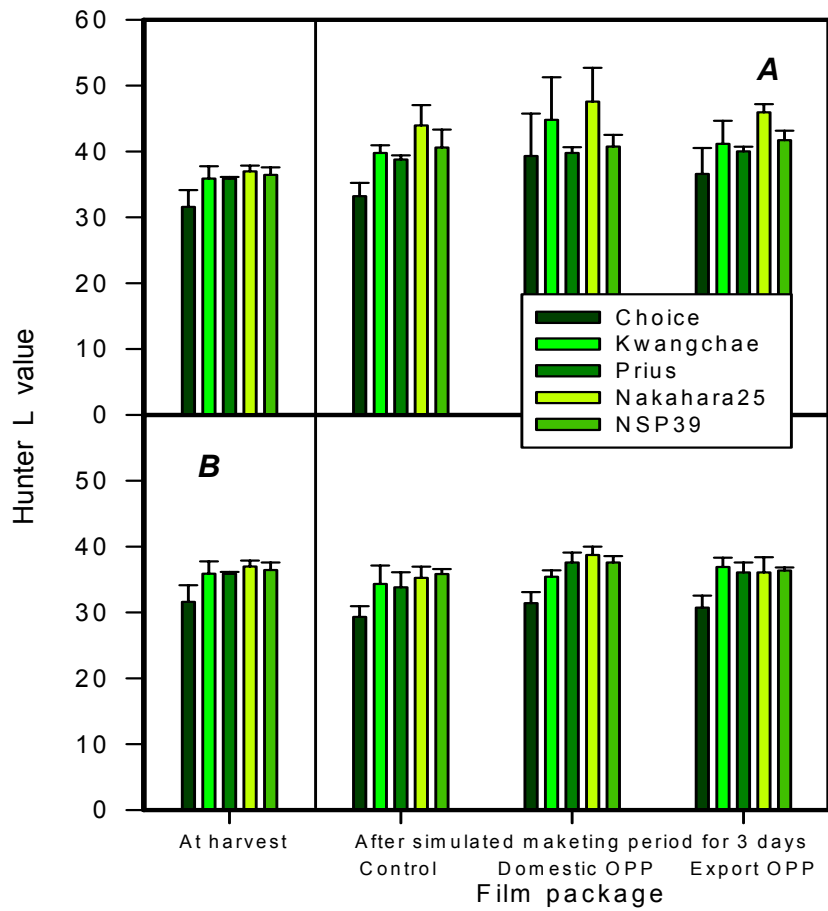 Hunter L value
60
50
40
30
20
10
0
50
40
30
20
10
0
A
B
Choice
Kwangchae
Prius
Nakahara25
NSP39
At harvest
After simulated maketing period for 3 days
Control
Domestic OPP
Export OPP
Film package